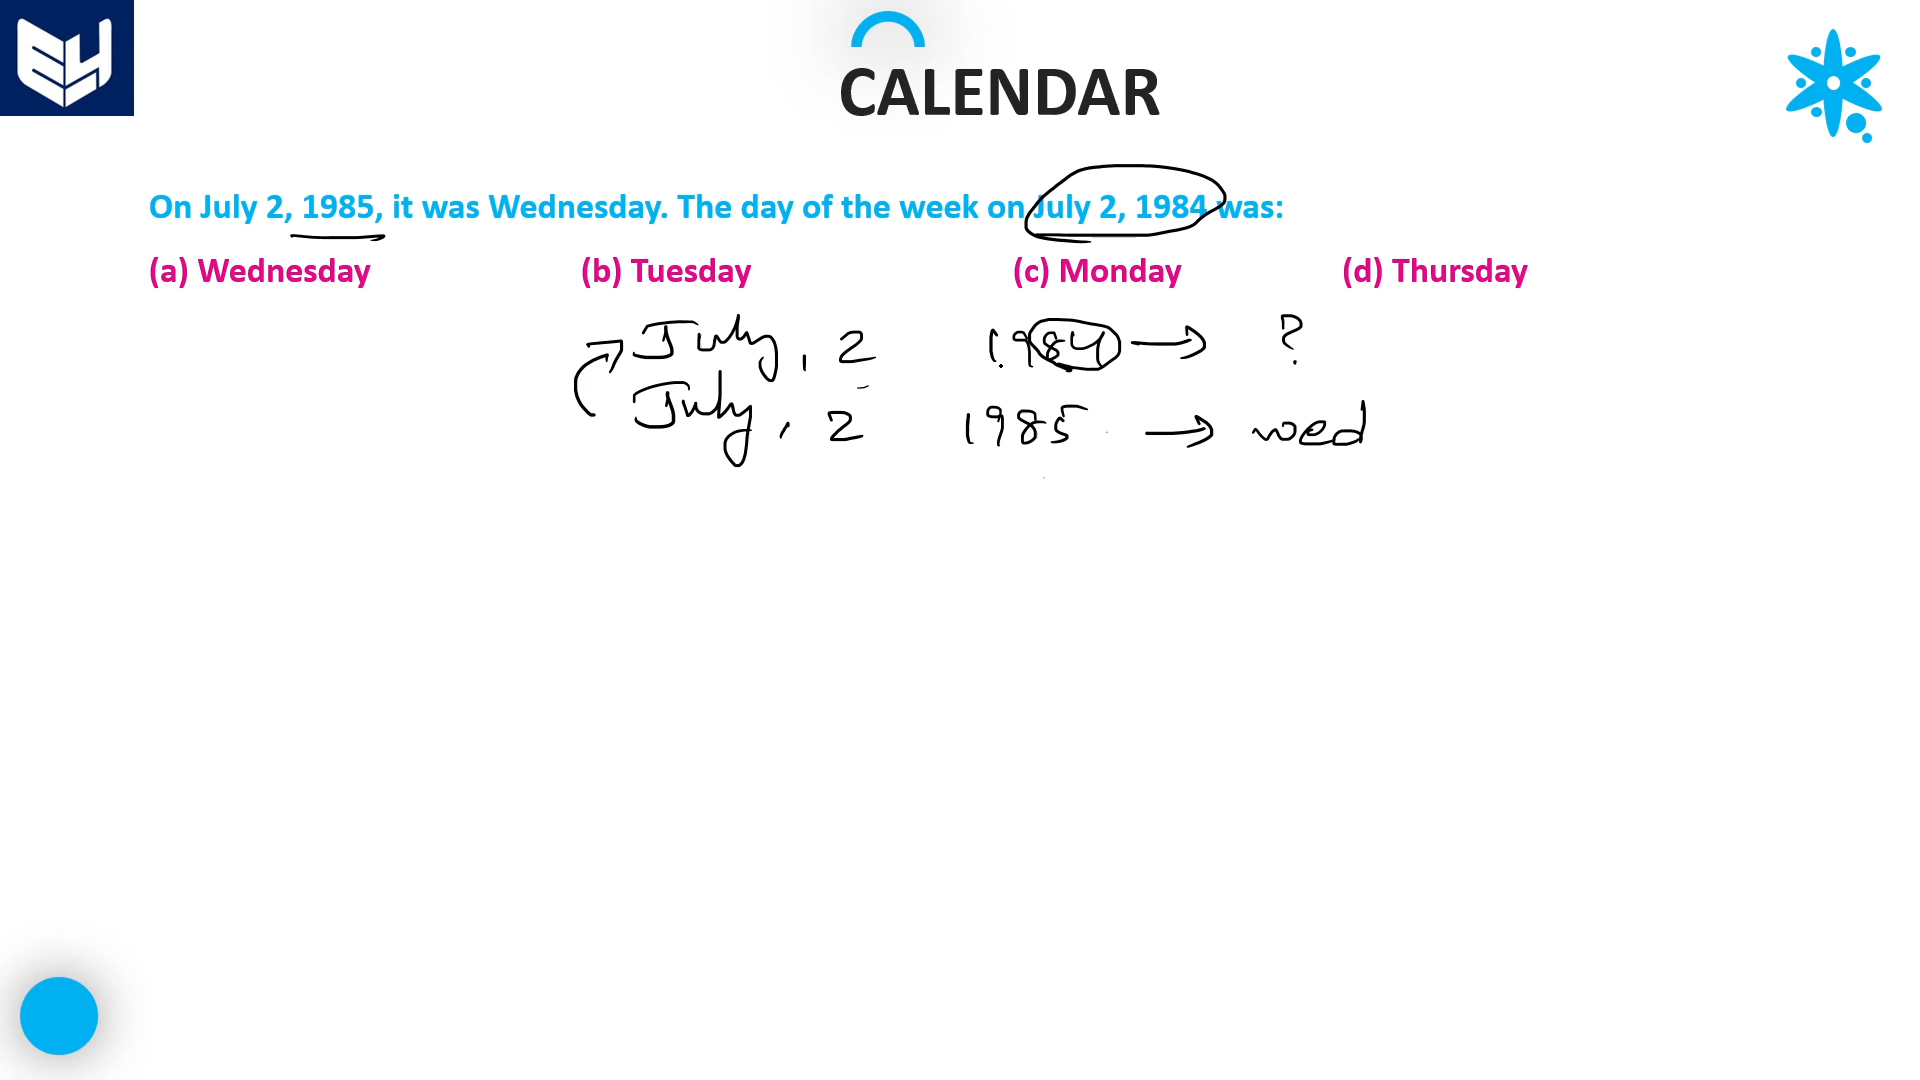 CALENDAR
On July 2, 1985, it was Wednesday. The day of the week on July 2, 1984 was:
(a) Wednesday (b) Tuesday (c) Monday (d) Thursday
July, 2 1984 → ?
July, 2 1985 → wed